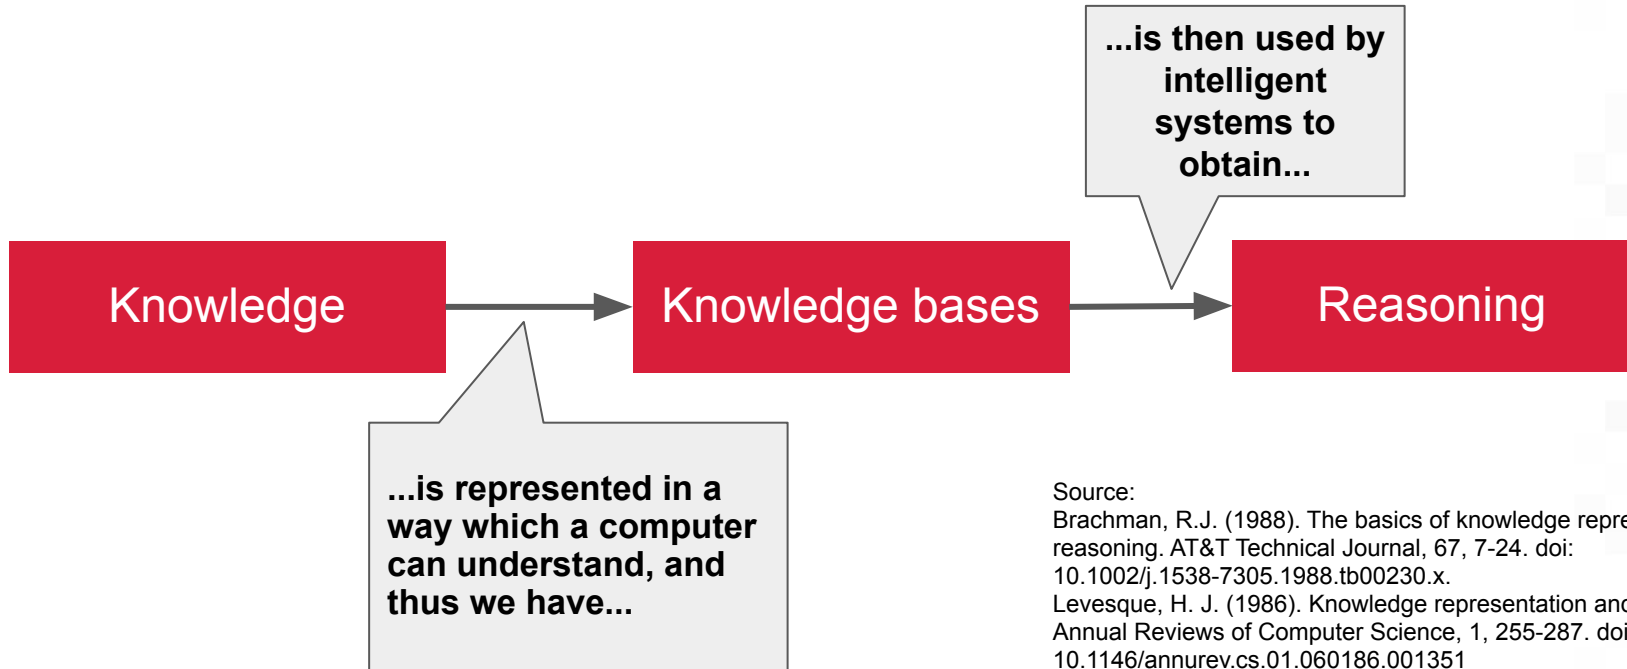 ...is then used by
intelligent
systems to
obtain...
Knowledge
Knowledge bases
Reasoning
...is represented in a
way which a computer
can understand, and
thus we have...
Source:
Brachman, R.J. (1988). The basics of knowledge repre
reasoning. AT&T Technical Journal, 67, 7-24. doi:
10.1002/j.1538-7305.1988.tb00230.x.
Levesque, H. J. (1986). Knowledge representation and
Annual Reviews of Computer Science, 1, 255-287. doi
10.1146/annurev.cs.01.060186.001351